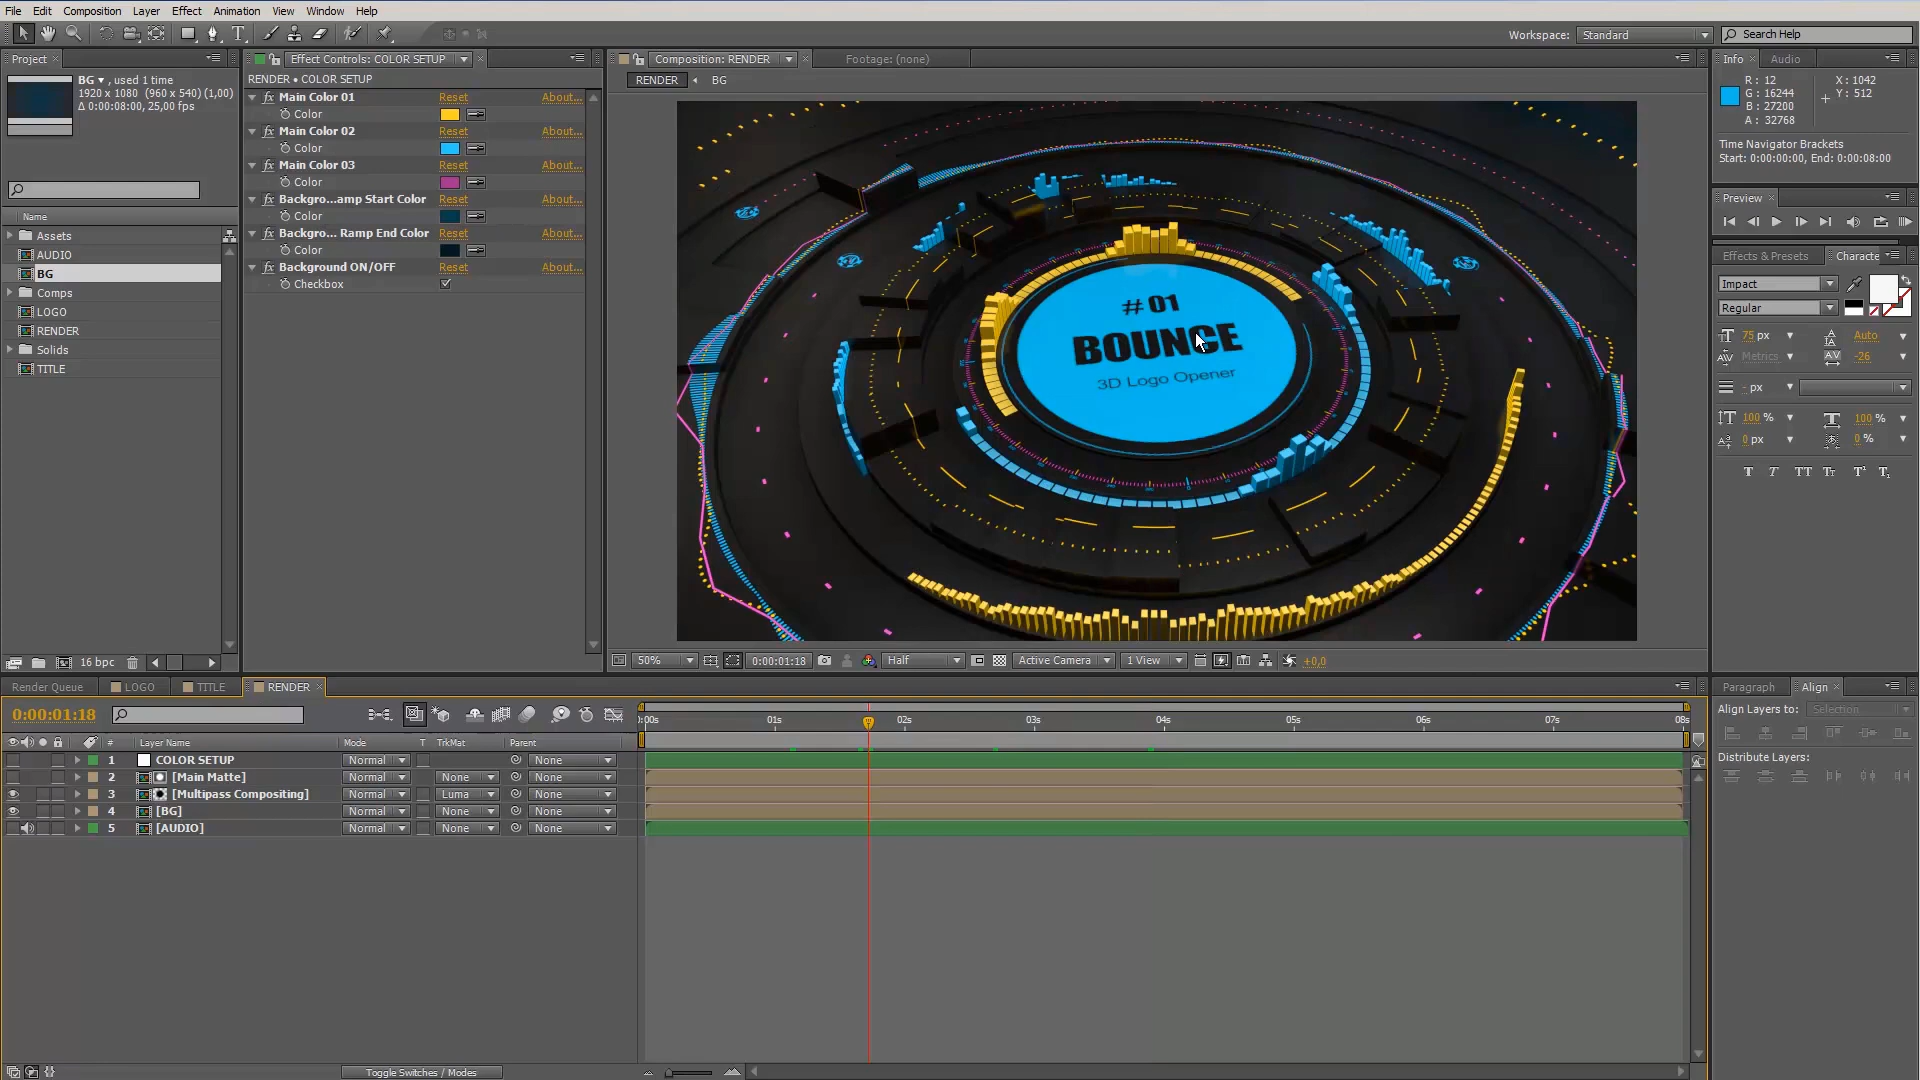 File Edit Composition Layer Effect Animation View Window Help
Workspace: Standard
Search Help
Project
BG , used 1 time
1920 x 1080 (960 x 540) (1,00)
Δ 0:00:08:00, 25,00 fps
Name
Assets
AUDIO
BG
Comps
LOGO
RENDER
Solids
TITLE
16 bpc
Effect Controls: COLOR SETUP
RENDER • COLOR SETUP
fx Main Color 01 Reset About...
Color
fx Main Color 02 Reset About...
Color
fx Main Color 03 Reset About...
Color
fx Backgro...amp Start Color Reset About...
Color
fx Backgro... Ramp End Color Reset About...
Color
fx Background ON/OFF Reset About...
Checkbox
Composition: RENDER
Footage: (none)
RENDER BG
# 01
BOUNCE
3D Logo Opener
50% 0:00:01:18 Half Active Camera 1 View +0,0
Info Audio
R : 12
G : 16244
B : 27200
A : 32768
X : 1042
Y : 512
Time Navigator Brackets
Start: 0:00:00:00, End: 0:00:08:00
Preview
Effects & Presets Characte
Impact
Regular
75 px Auto
Metrics -26
- px
100 % 100 %
0 px 0 %
T T TT Tt T¹ T₁
Paragraph Align
Align Layers to: Selection
Distribute Layers:
Render Queue LOGO TITLE RENDER
0:00:01:18
:00s 01s 02s 03s 04s 05s 06s 07s 08s
# Layer Name Mode T TrkMat Parent
1 COLOR SETUP Normal None
2 [Main Matte] Normal None None
3 [Multipass Compositing] Normal Luma None
4 [BG] Normal None None
5 [AUDIO] Normal None None
Toggle Switches / Modes